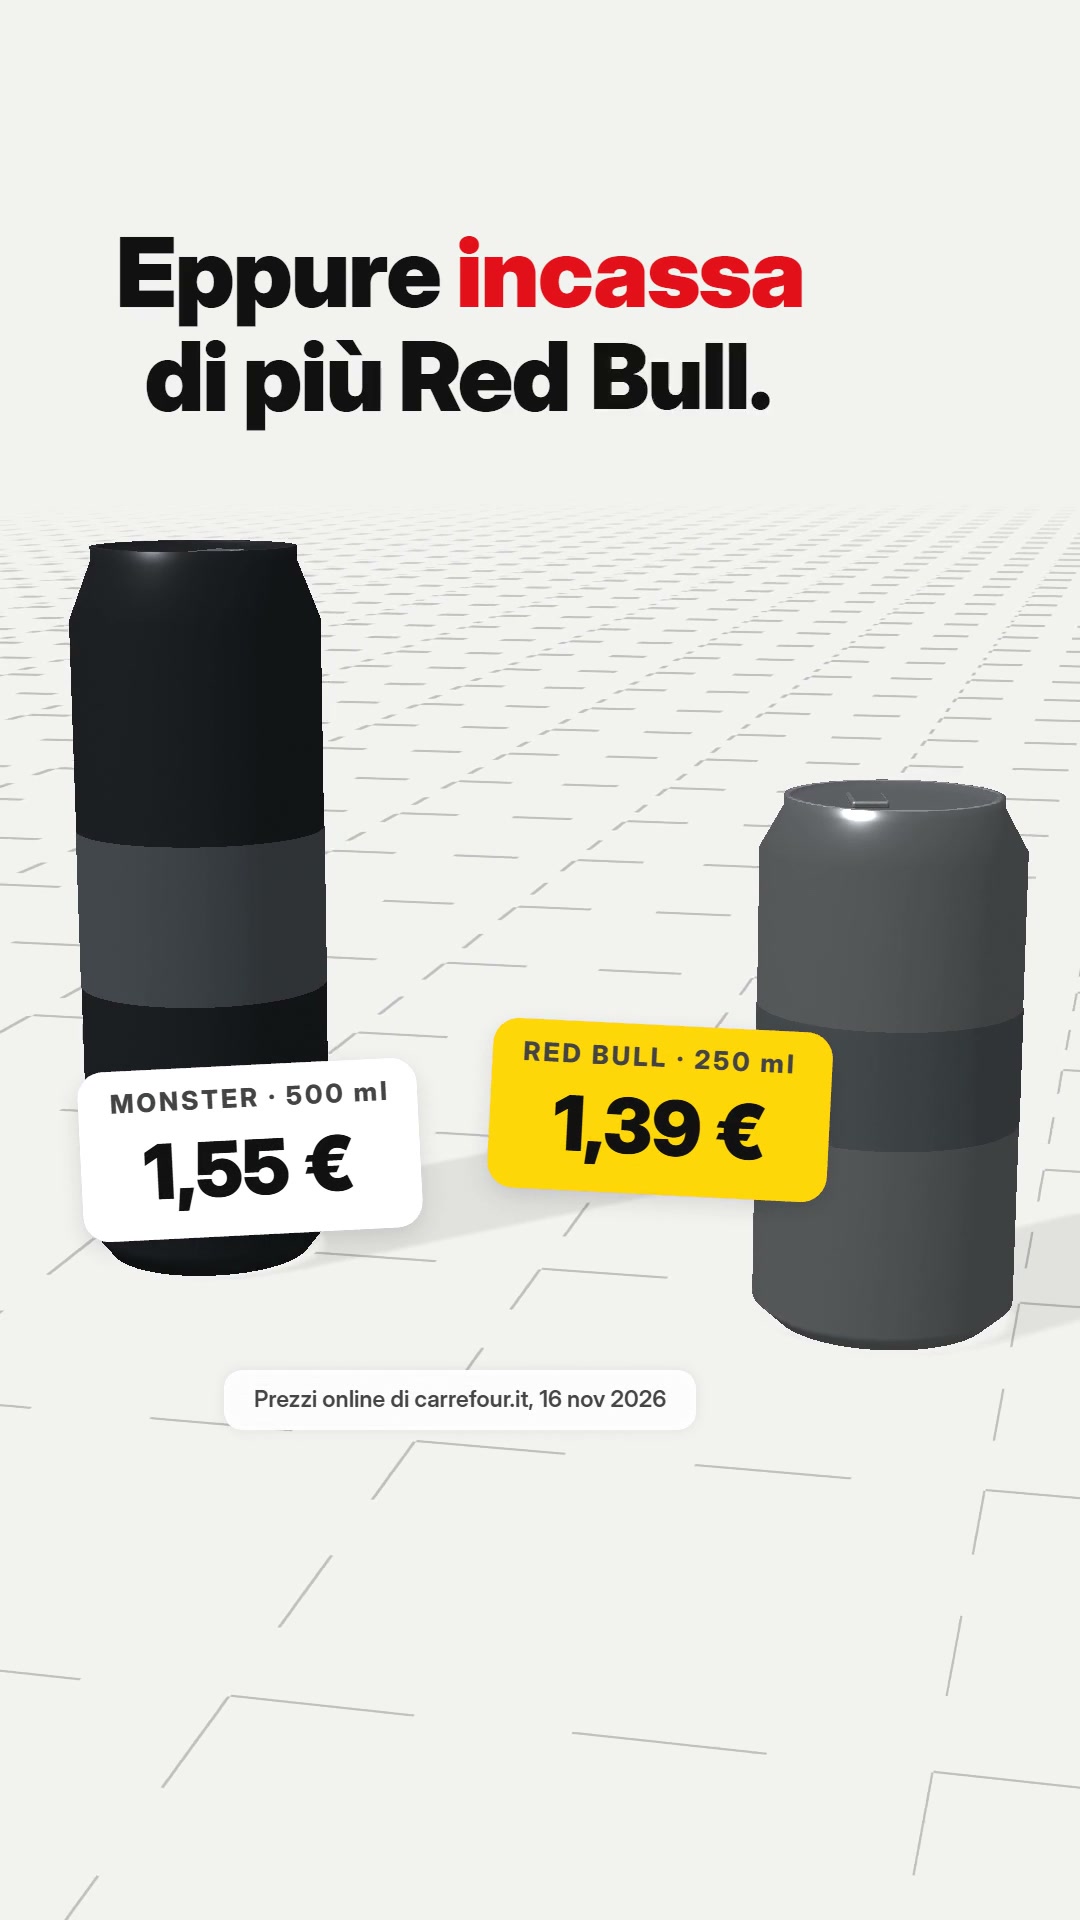 Eppure incassa
di più Red Bull.
MONSTER · 500 ml
1,55 €
RED BULL · 250 ml
1,39 €
Prezzi online di carrefour.it, 16 nov 2026